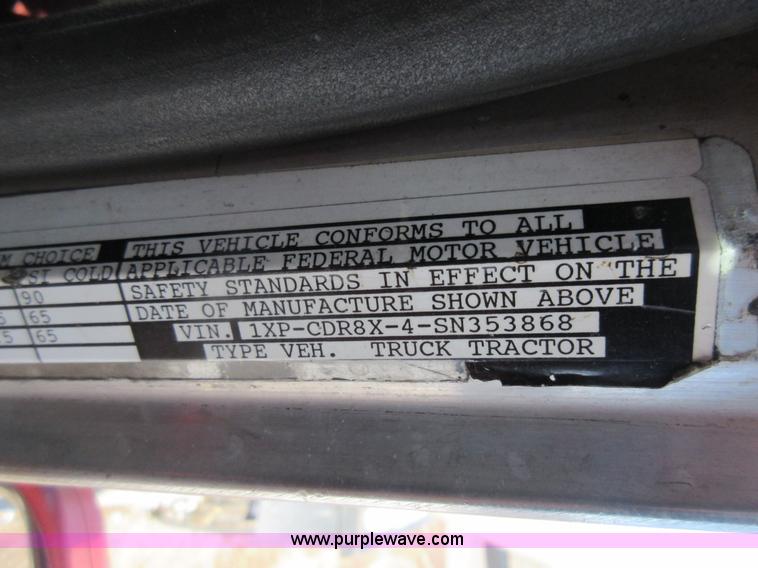 M CHOICE
SI COLD
90
65
5 65
THIS VEHICLE CONFORMS TO ALL
APPLICABLE FEDERAL MOTOR VEHICLE
SAFETY STANDARDS IN EFFECT ON THE
DATE OF MANUFACTURE SHOWN ABOVE
VIN. 1XP-CDR8X-4-SN353868
TYPE VEH. TRUCK TRACTOR
www.purplewave.com